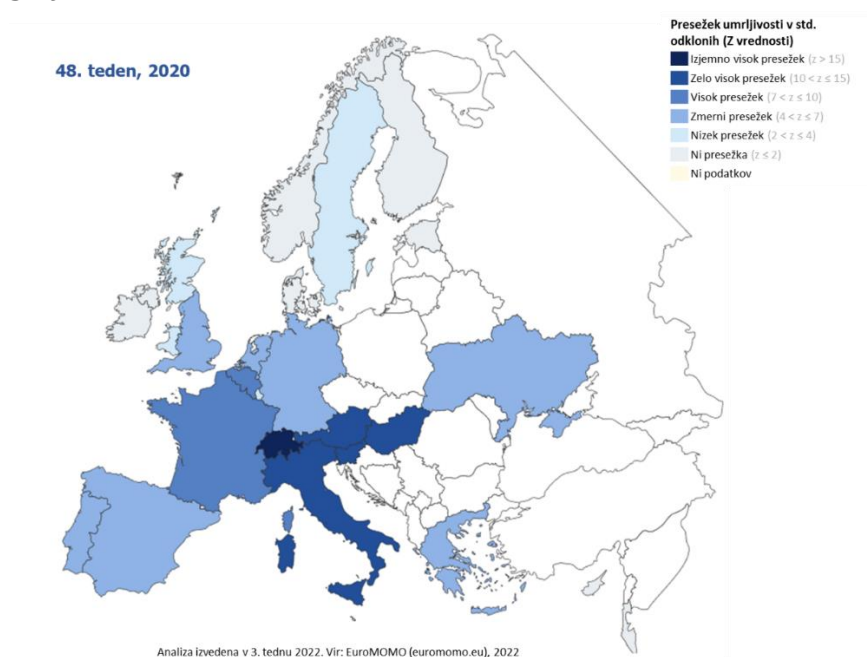 Presežek umrljivosti v std.
odklonih (Z vrednosti)
Izjemno visok presežek (z > 15)
Zelo visok presežek (10 < z ≤ 15)
Visok presežek (7 < z ≤ 10)
Zmerni presežek (4 < z ≤ 7)
Nizek presežek (2 < z ≤ 4)
Ni presežka (z ≤ 2)
Ni podatkov
48. teden, 2020
Analiza izvedena v 3. tednu 2022. Vir: EuroMOMO (euromomo.eu), 2022